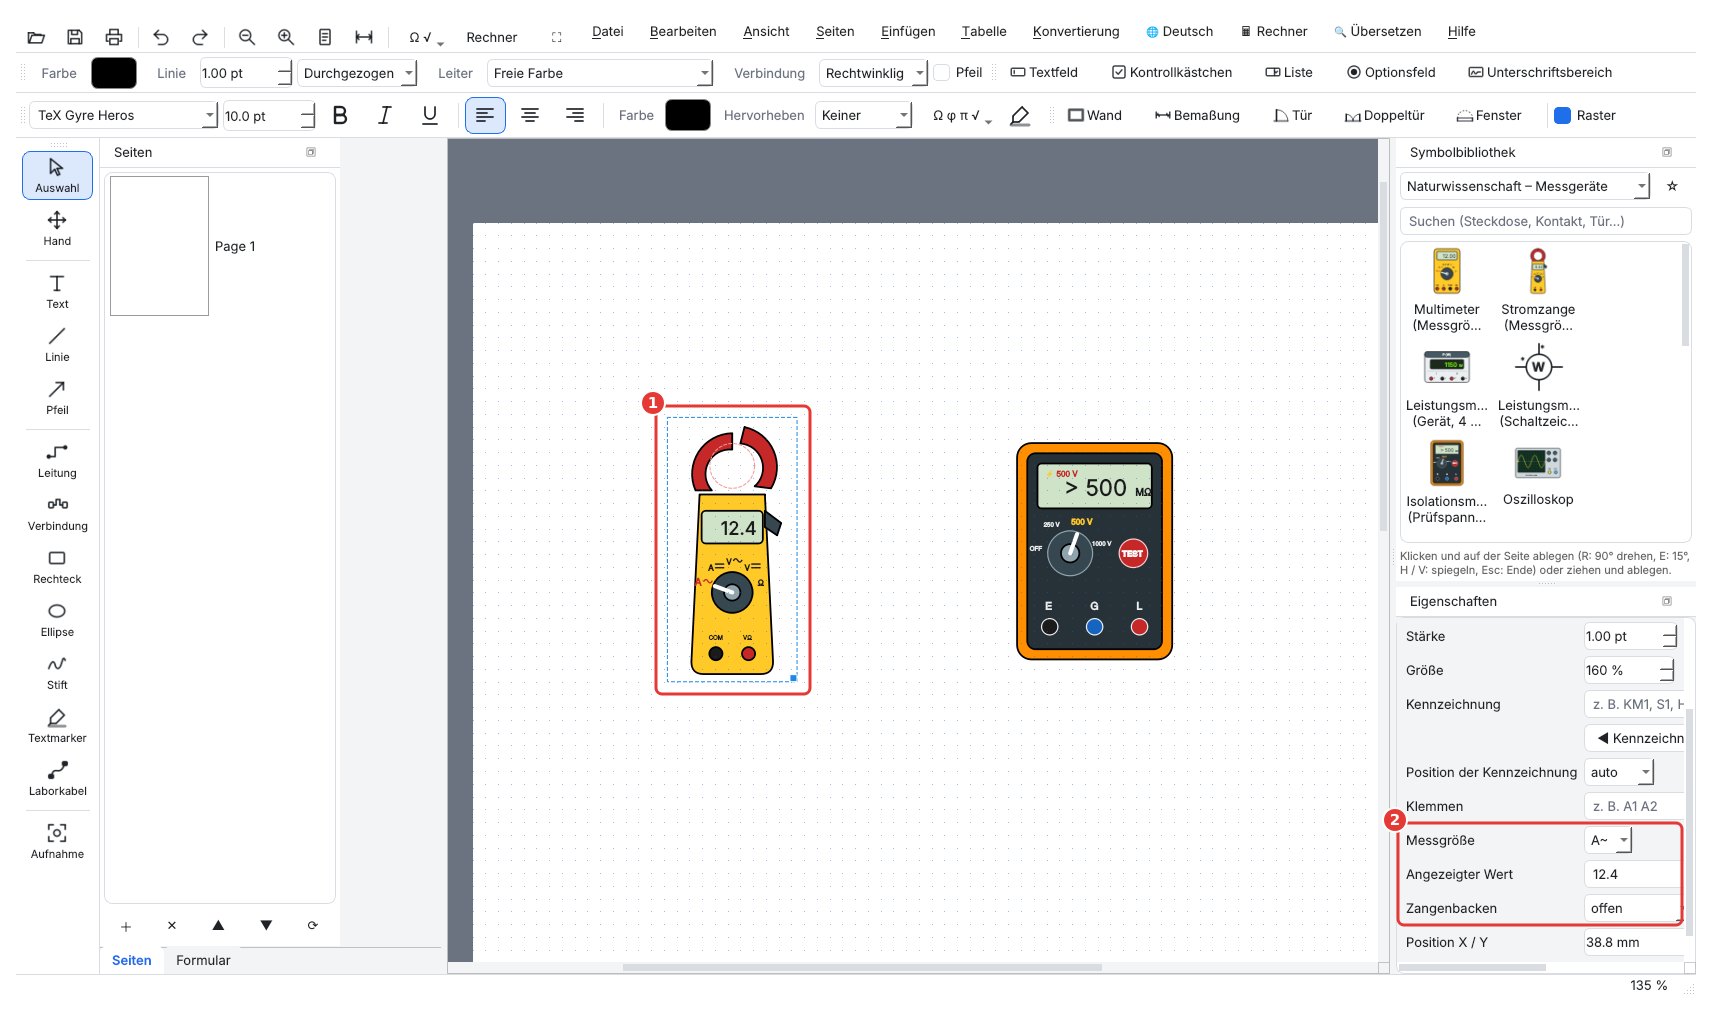 Ω √
Rechner
Datei
Bearbeiten
Ansicht
Seiten
Einfügen
Tabelle
Konvertierung
Deutsch
Rechner
Übersetzen
Hilfe
Farbe
Linie
1.00 pt
Durchgezogen
Leiter
Freie Farbe
Verbindung
Rechtwinklig
Pfeil
Textfeld
Kontrollkästchen
Liste
Optionsfeld
Unterschriftsbereich
TeX Gyre Heros
10.0 pt
B
I
U
Farbe
Hervorheben
Keiner
Ω φ π √
Wand
Bemaßung
Tür
Doppeltür
Fenster
Raster
Auswahl
Hand
Text
Linie
Pfeil
Leitung
Verbindung
Rechteck
Ellipse
Stift
Textmarker
Laborkabel
Aufnahme
Seiten
Page 1
Seiten
Formular
1
12.4
A
V
V
A
Ω
COM
VΩ
500 V
> 500 MΩ
250 V
500 V
OFF
1000 V
TEST
E G L
Symbolbibliothek
Naturwissenschaft – Messgeräte
Suchen (Steckdose, Kontakt, Tür...)
Multimeter
(Messgrö...
Stromzange
(Messgrö...
Leistungsm...
(Gerät, 4 ...
W
Leistungsm...
(Schaltzeic...
Isolationsm...
(Prüfspann...
Oszilloskop
Klicken und auf der Seite ablegen (R: 90° drehen, E: 15°,
H / V: spiegeln, Esc: Ende) oder ziehen und ablegen.
Eigenschaften
Stärke
1.00 pt
Größe
160 %
Kennzeichnung
z. B. KM1, S1, H
◀ Kennzeichn
Position der Kennzeichnung
auto
Klemmen
z. B. A1 A2
2
Messgröße
A~
Angezeigter Wert
12.4
Zangenbacken
offen
Position X / Y
38.8 mm
135 %